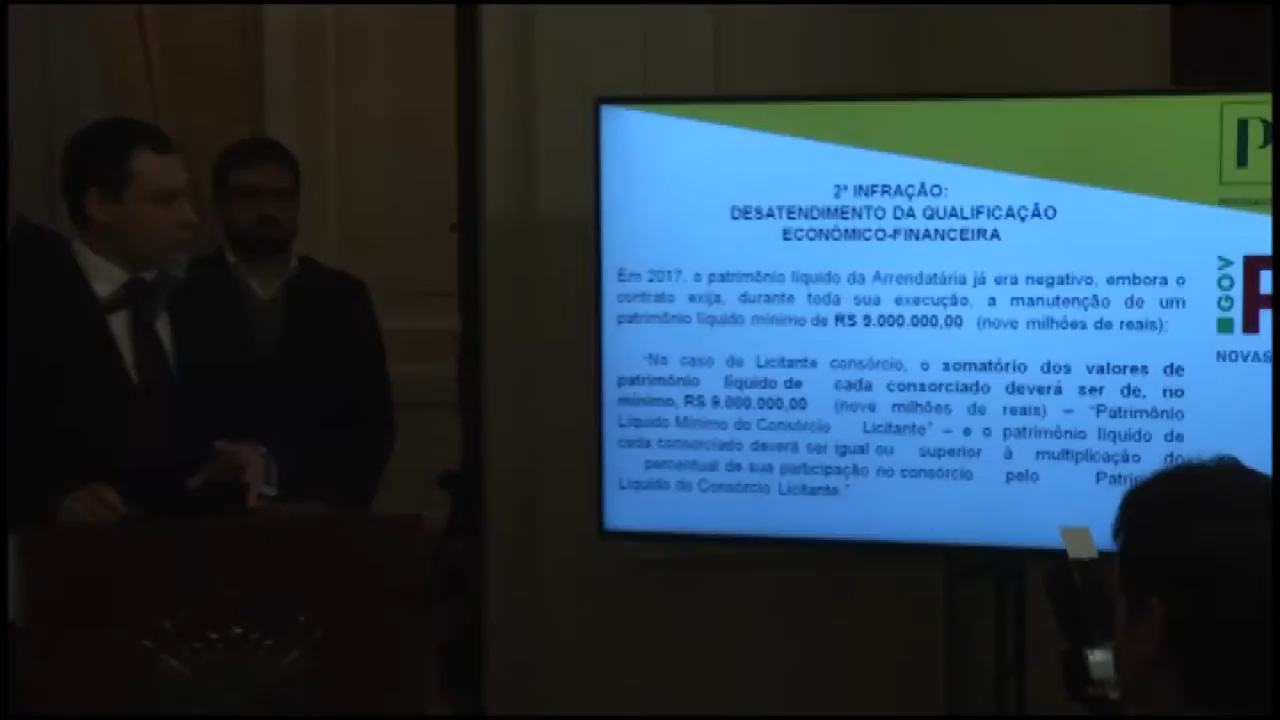 2ª INFRAÇÃO:
DESATENDIMENTO DA QUALIFICAÇÃO
ECONÔMICO-FINANCEIRA
Em 2017, o patrimônio líquido da Arrendatária já era negativo, embora o
contrato exija, durante toda sua execução, a manutenção de um
patrimônio líquido mínimo de R$ 9.000.000,00 (nove milhões de reais):
"No caso de Licitante consórcio, o somatório dos valores de
patrimônio líquido de cada consorciado deverá ser de, no
mínimo, R$ 9.000.000,00 (nove milhões de reais) – "Patrimônio
Líquido Mínimo do Consórcio Licitante" – e o patrimônio líquido de
cada consorciado deverá ser igual ou superior à multiplicação do
percentual de sua participação no consórcio pelo
Líquido do Consórcio Licitante."
GOV
NOVAS